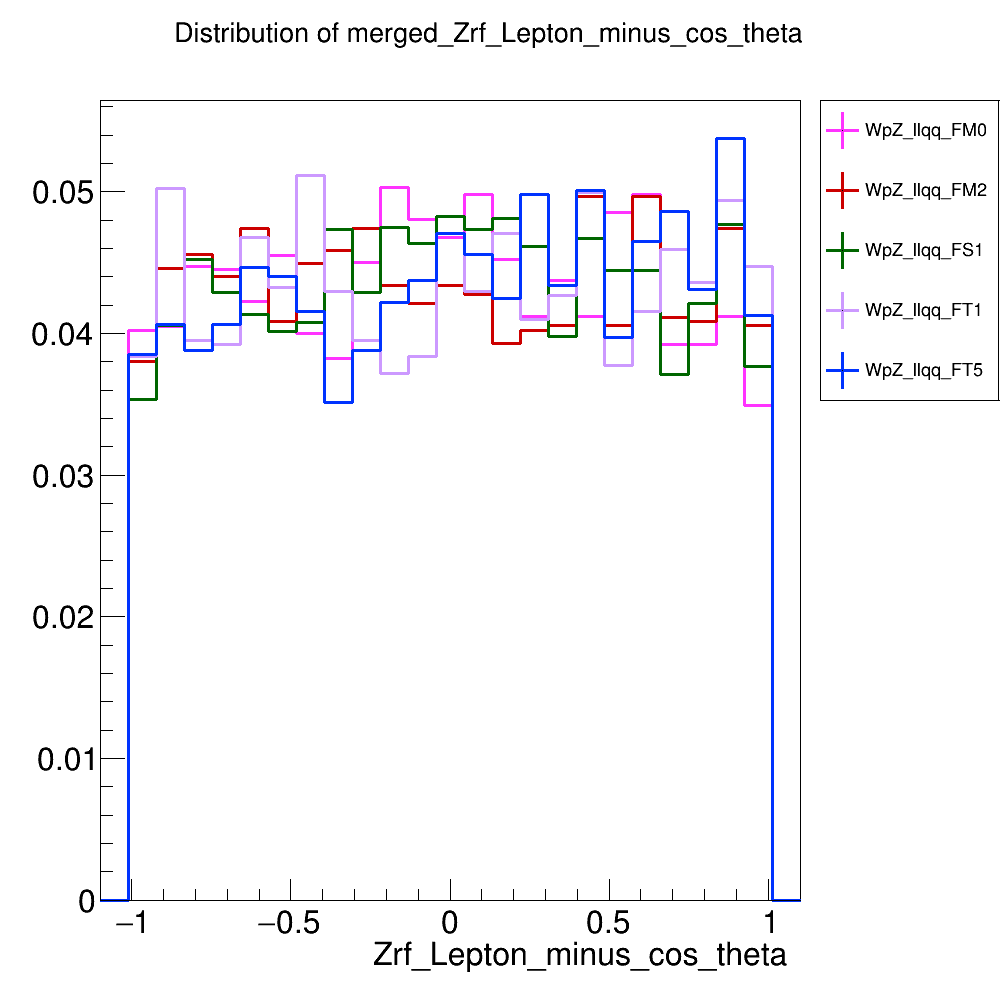 Distribution of merged_Zrf_Lepton_minus_cos_theta
WpZ_llqq_FM0
WpZ_llqq_FM2
WpZ_llqq_FS1
WpZ_llqq_FT1
WpZ_llqq_FT5
0.05
0.04
0.03
0.02
0.01
0
−1
−0.5
0
0.5
1
Zrf_Lepton_minus_cos_theta